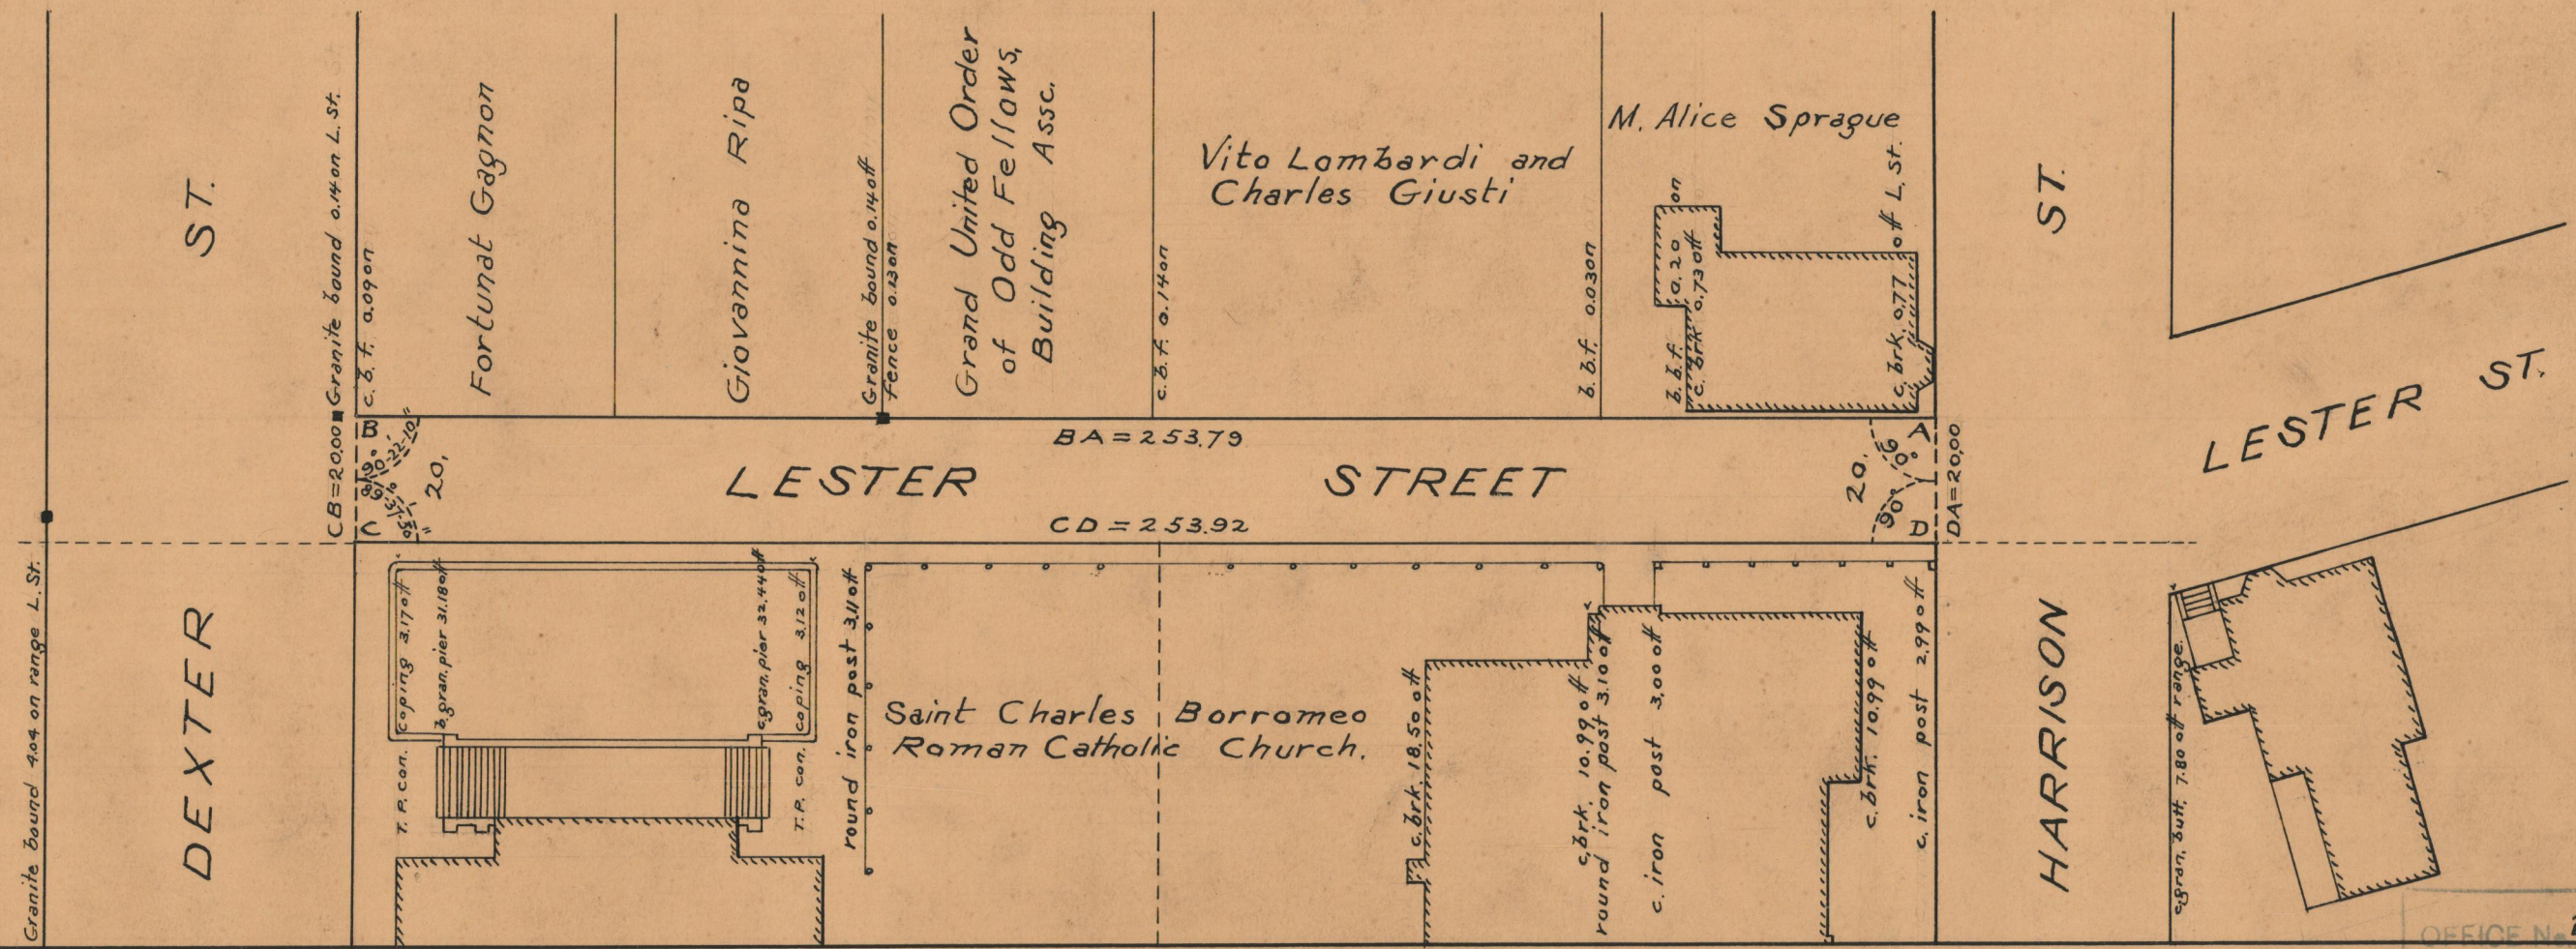 Granite bound 4.04 on range L. St.
DEXTER ST.
CB=20.00
Granite bound 0.14 on L. St.
c. b. f. 0.09 on
Fortunat Gagnon
Giovannina Ripa
Granite bound 0.14 off
Fence 0.13 on
Grand United Order
of Odd Fellows,
Building Assc.
c. b. f. 0.14 on
Vito Lombardi and
Charles Giusti
b. b. f. 0.03 on
M. Alice Sprague
b. b. f. 0.20 on
c. brk 0.73 off
c. brk. 0.77 off L. St.
B
90°-22'-10"
C
20.
BA = 253.79
LESTER STREET
CD = 253.92
20.
A
90°
D
DA=20.00
HARRISON ST.
LESTER ST.
coping 3.17 off
b. gran. pier 31.18 off
c. gran. pier 32.44 off
coping 3.12 off
T. P. con.
T. P. con.
round iron post 3.11 off
Saint Charles Borromeo
Roman Catholic Church.
c. brk. 18.50 off
c. brk. 10.99 off
round iron post 3.10 off
c. iron post 3.00 off
c. brk. 10.99 off
c. iron post 2.99 off
c. gran. butt. 7.80 off range
OFFICE No.